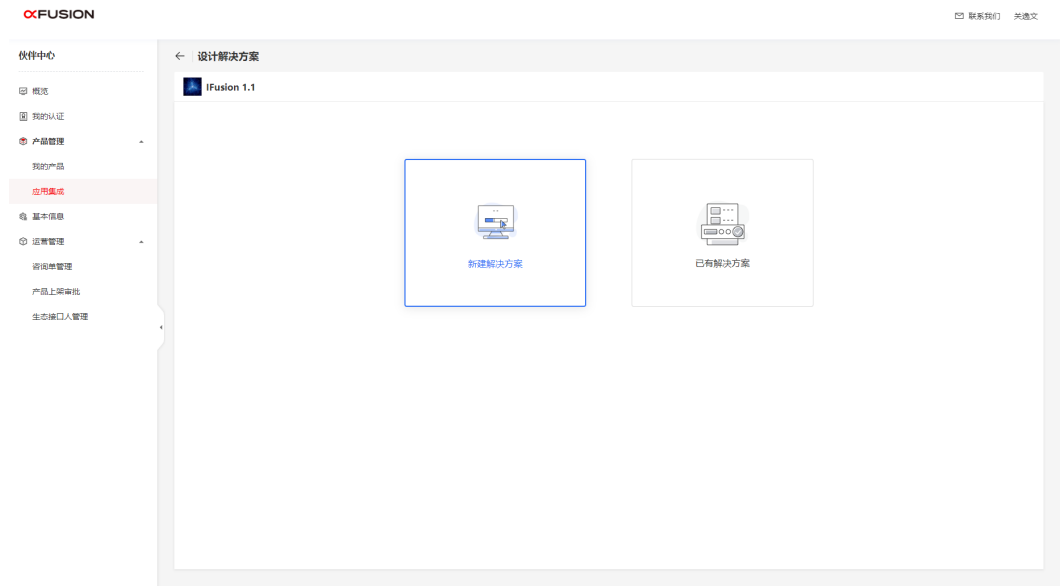 XFUSION
联系我们 关逸文
伙伴中心
概览
我的认证
产品管理
我的产品
应用集成
基本信息
运营管理
咨询单管理
产品上架审批
生态接口人管理
设计解决方案
IFusion 1.1
新建解决方案
已有解决方案